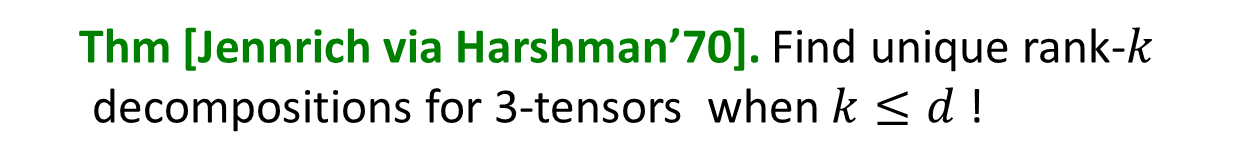 Thm [Jennrich via Harshman’70]. Find unique rank-𝑘
decompositions for 3-tensors when 𝑘 ≤ 𝑑 !